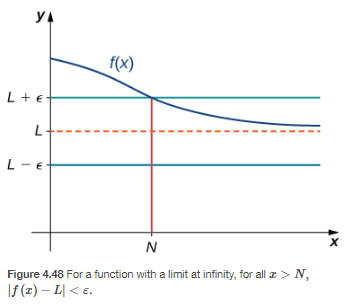 y
f(x)
L + ϵ
L
L − ϵ
N
x
Figure 4.48 For a function with a limit at infinity, for all x > N,
|f (x) − L| < ε.